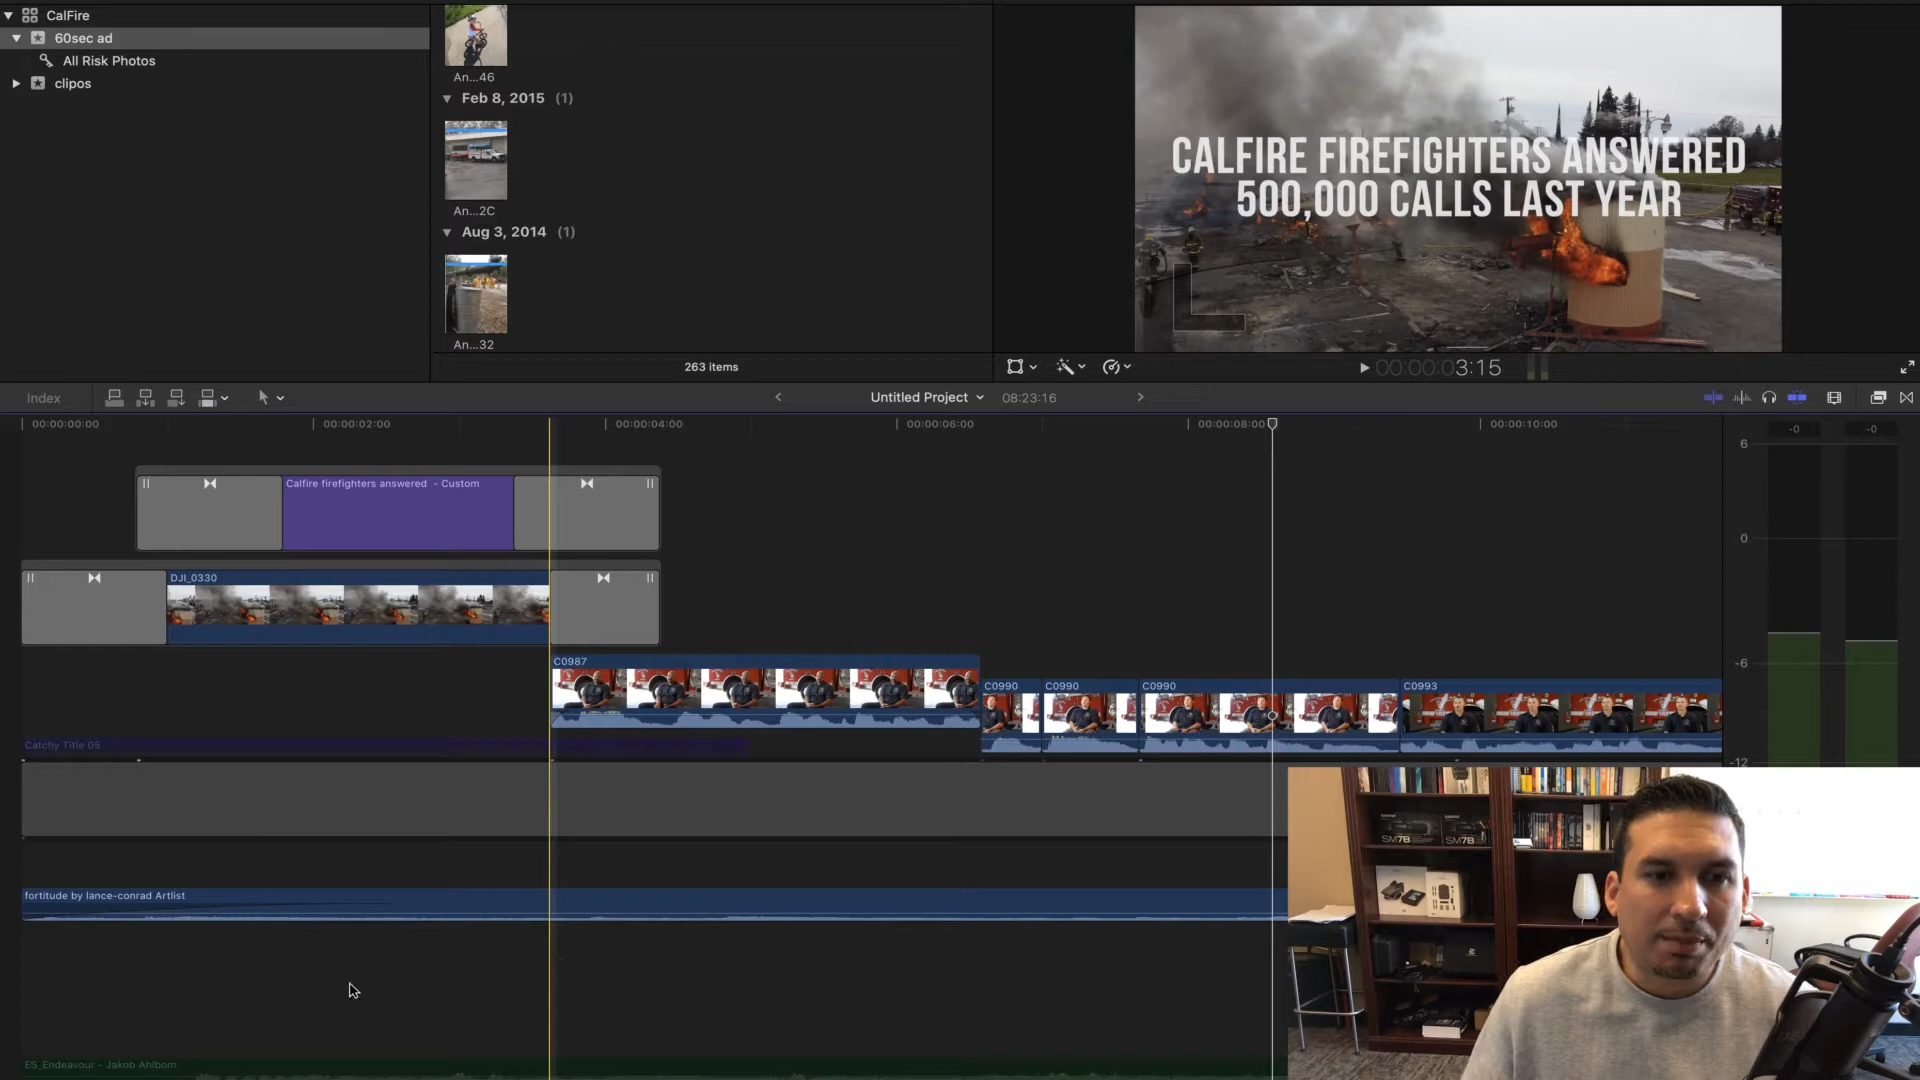 CalFire
60sec ad
All Risk Photos
clipos
An...46
Feb 8, 2015 (1)
An...2C
Aug 3, 2014 (1)
An...32
263 items
CALFIRE FIREFIGHTERS ANSWERED
500,000 CALLS LAST YEAR
00:00:00:03:15
Index
Untitled Project
08:23:16
00:00:00:00
00:00:02:00
00:00:04:00
00:00:06:00
00:00:08:00
00:00:10:00
-0
-0
6
0
-6
-12
Calfire firefighters answered - Custom
DJI_0330
C0987
C0990
C0990
C0990
C0993
Catchy Title 05
fortitude by lance-conrad Artlist
ES_Endeavour - Jakob Ahlbom
SM7B
SM7B